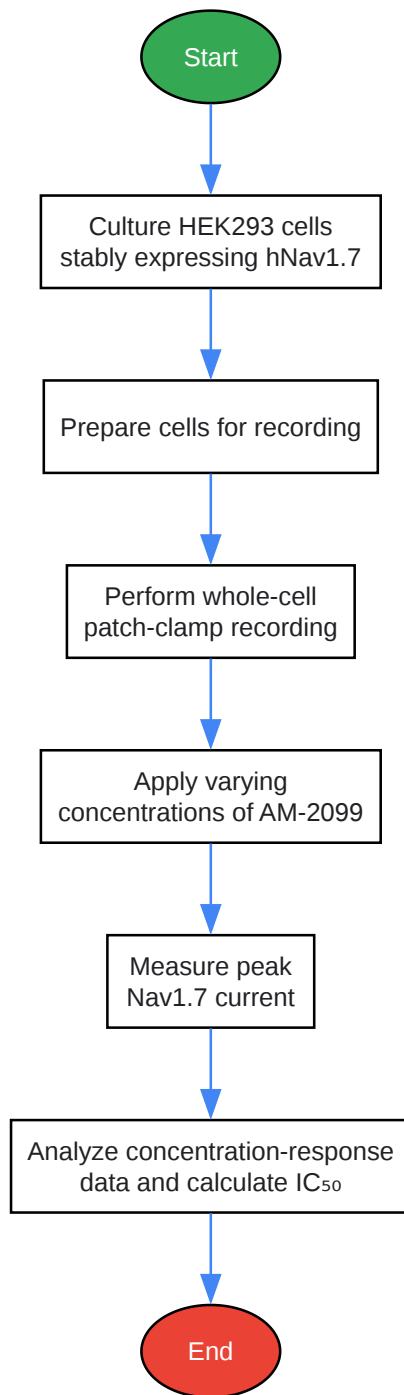 Start
Culture HEK293 cells
stably expressing hNav1.7
Prepare cells for recording
Perform whole-cell
patch-clamp recording
Apply varying
concentrations of AM-2099
Measure peak
Nav1.7 current
Analyze concentration-response
data and calculate IC₅₀
End